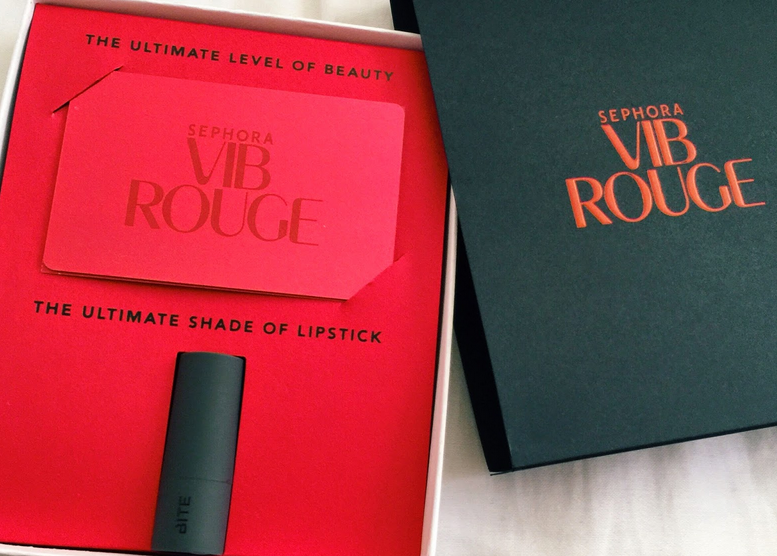 THE ULTIMATE LEVEL OF BEAUTY
SEPHORA
VIB
ROUGE
THE ULTIMATE SHADE OF LIPSTICK
BITE
SEPHORA
VIB
ROUGE